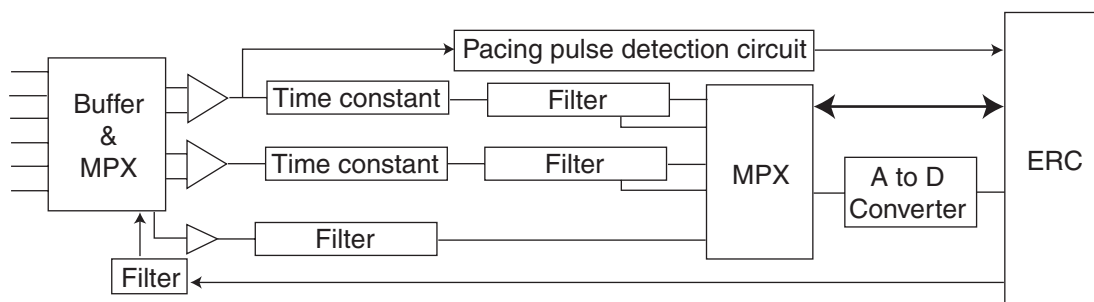 Pacing pulse detection circuit
Buffer
&
MPX
Time constant
Filter
Time constant
Filter
MPX
A to D
Converter
ERC
Filter
Filter